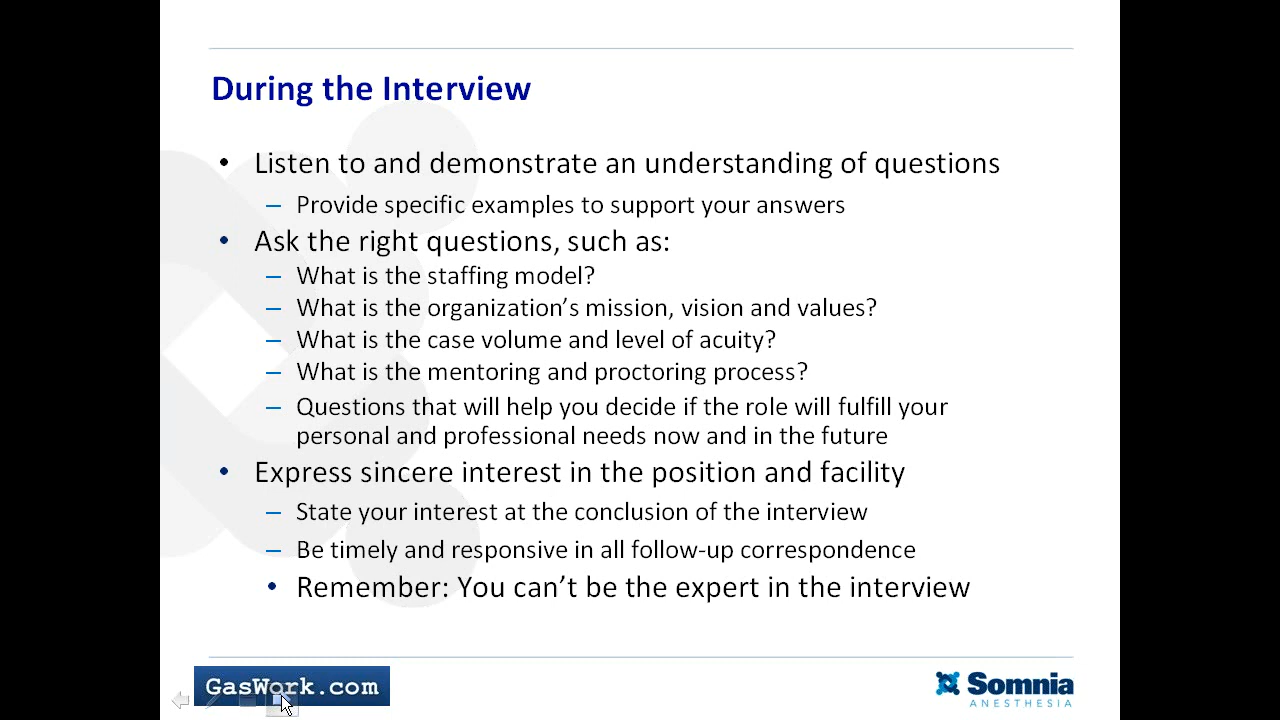 During the Interview
• Listen to and demonstrate an understanding of questions
– Provide specific examples to support your answers
• Ask the right questions, such as:
– What is the staffing model?
– What is the organization’s mission, vision and values?
– What is the case volume and level of acuity?
– What is the mentoring and proctoring process?
– Questions that will help you decide if the role will fulfill your
personal and professional needs now and in the future
• Express sincere interest in the position and facility
– State your interest at the conclusion of the interview
– Be timely and responsive in all follow-up correspondence
• Remember: You can’t be the expert in the interview
GasWork.com
Somnia
ANESTHESIA